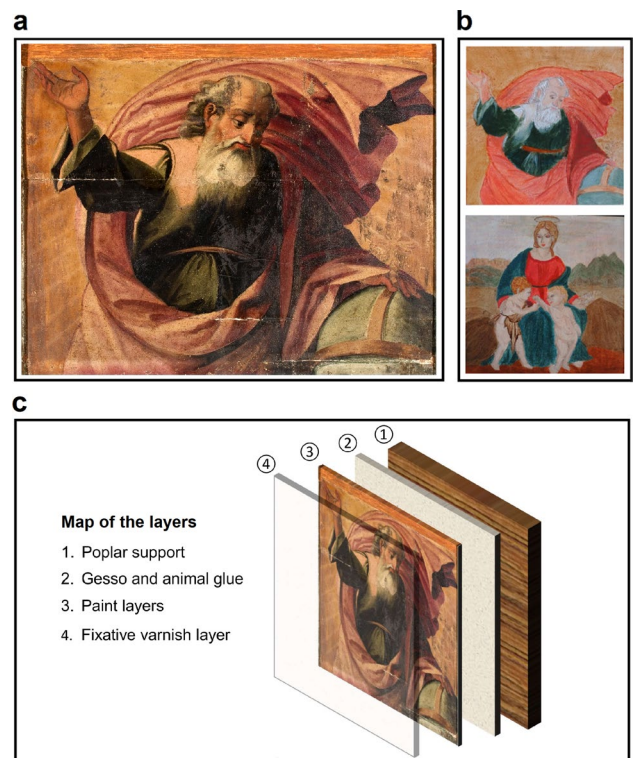 a
b
c
④ ③ ② ①
Map of the layers
1. Poplar support
2. Gesso and animal glue
3. Paint layers
4. Fixative varnish layer